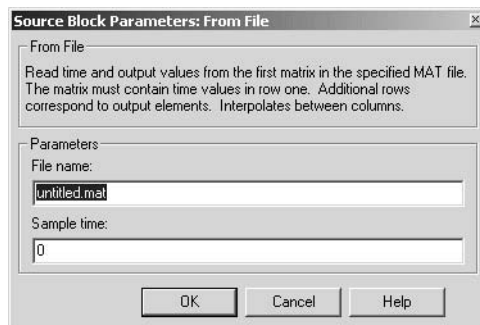 Source Block Parameters: From File
From File
Read time and output values from the first matrix in the specified MAT file.
The matrix must contain time values in row one.  Additional rows
correspond to output elements.  Interpolates between columns.
Parameters
File name:
untitled.mat
Sample time:
0
OK
Cancel
Help